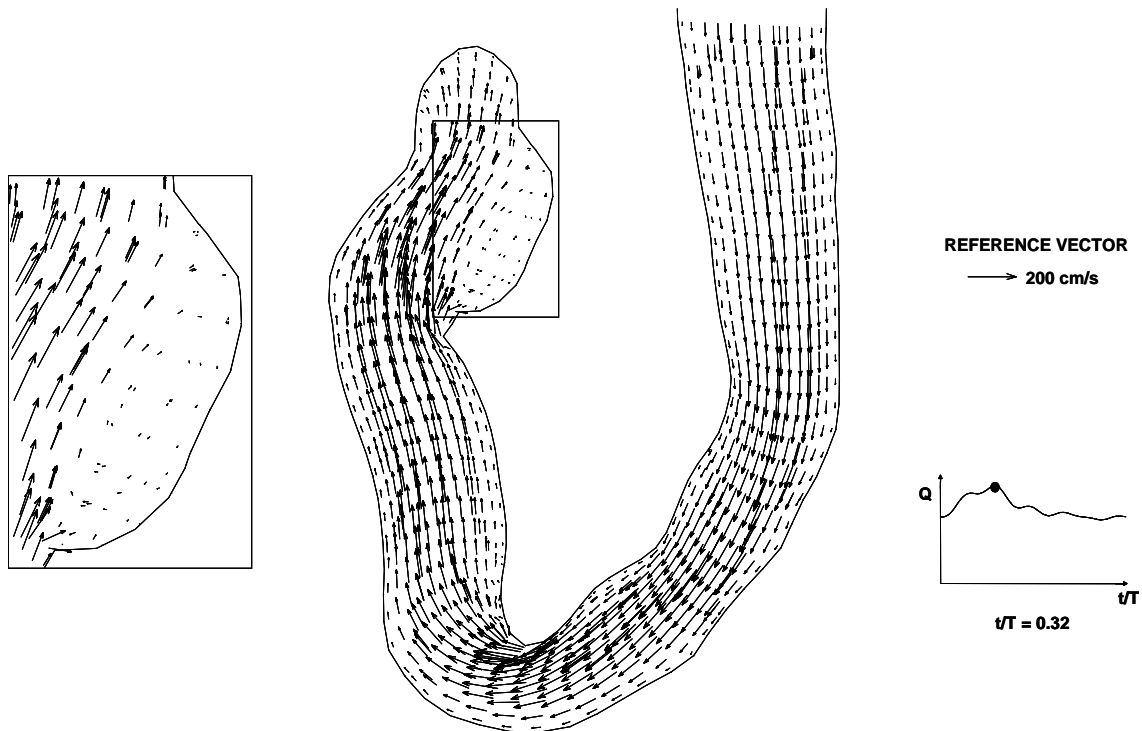 REFERENCE VECTOR
200 cm/s
Q
t/T
t/T = 0.32